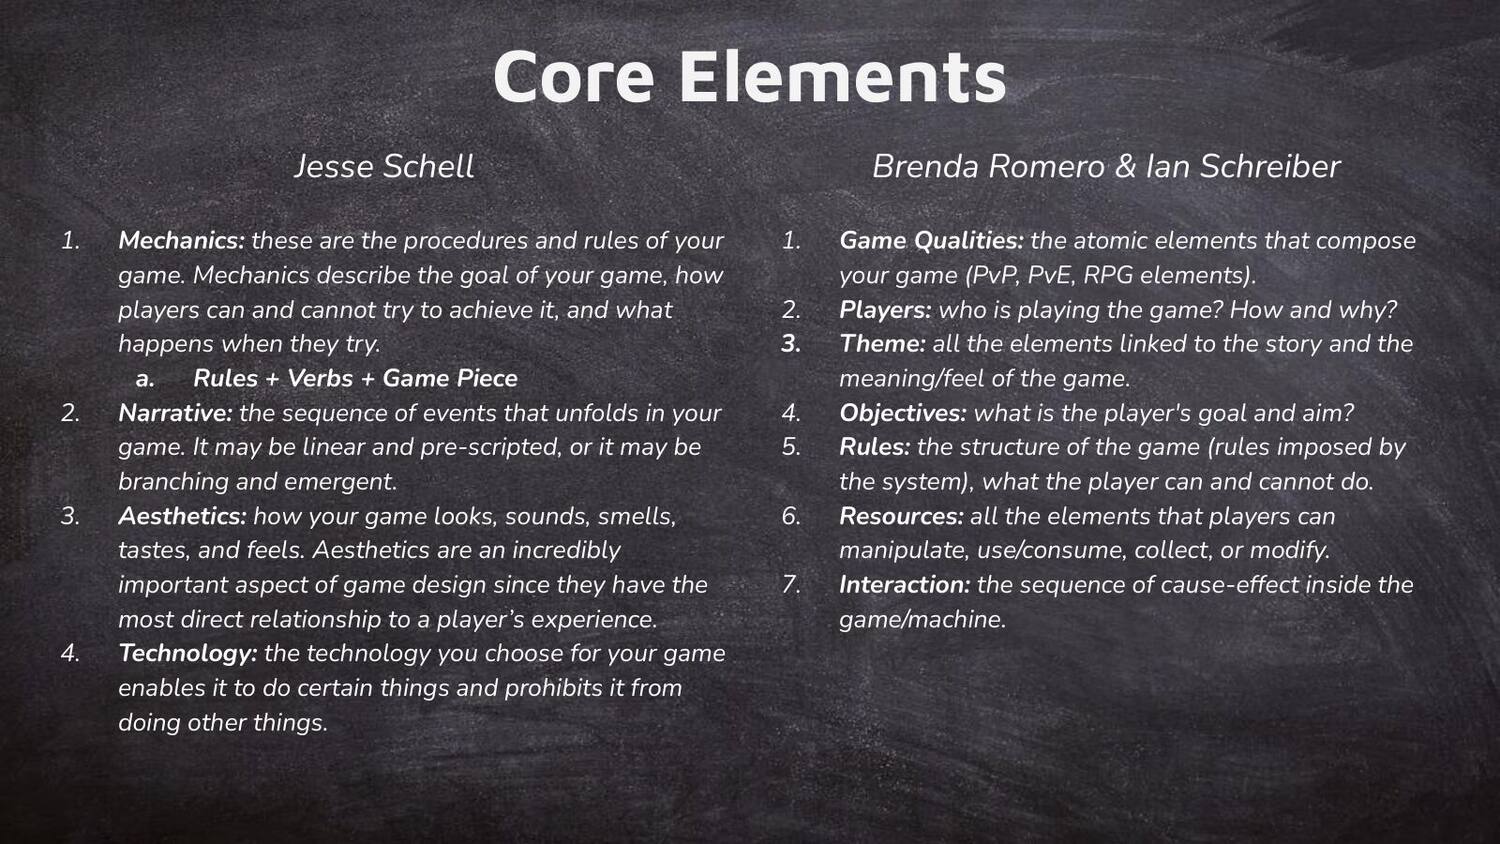 Core Elements
Jesse Schell
1. Mechanics: these are the procedures and rules of your
game. Mechanics describe the goal of your game, how
players can and cannot try to achieve it, and what
happens when they try.
a. Rules + Verbs + Game Piece
2. Narrative: the sequence of events that unfolds in your
game. It may be linear and pre-scripted, or it may be
branching and emergent.
3. Aesthetics: how your game looks, sounds, smells,
tastes, and feels. Aesthetics are an incredibly
important aspect of game design since they have the
most direct relationship to a player’s experience.
4. Technology: the technology you choose for your game
enables it to do certain things and prohibits it from
doing other things.
Brenda Romero & Ian Schreiber
1. Game Qualities: the atomic elements that compose
your game (PvP, PvE, RPG elements).
2. Players: who is playing the game? How and why?
3. Theme: all the elements linked to the story and the
meaning/feel of the game.
4. Objectives: what is the player's goal and aim?
5. Rules: the structure of the game (rules imposed by
the system), what the player can and cannot do.
6. Resources: all the elements that players can
manipulate, use/consume, collect, or modify.
7. Interaction: the sequence of cause-effect inside the
game/machine.